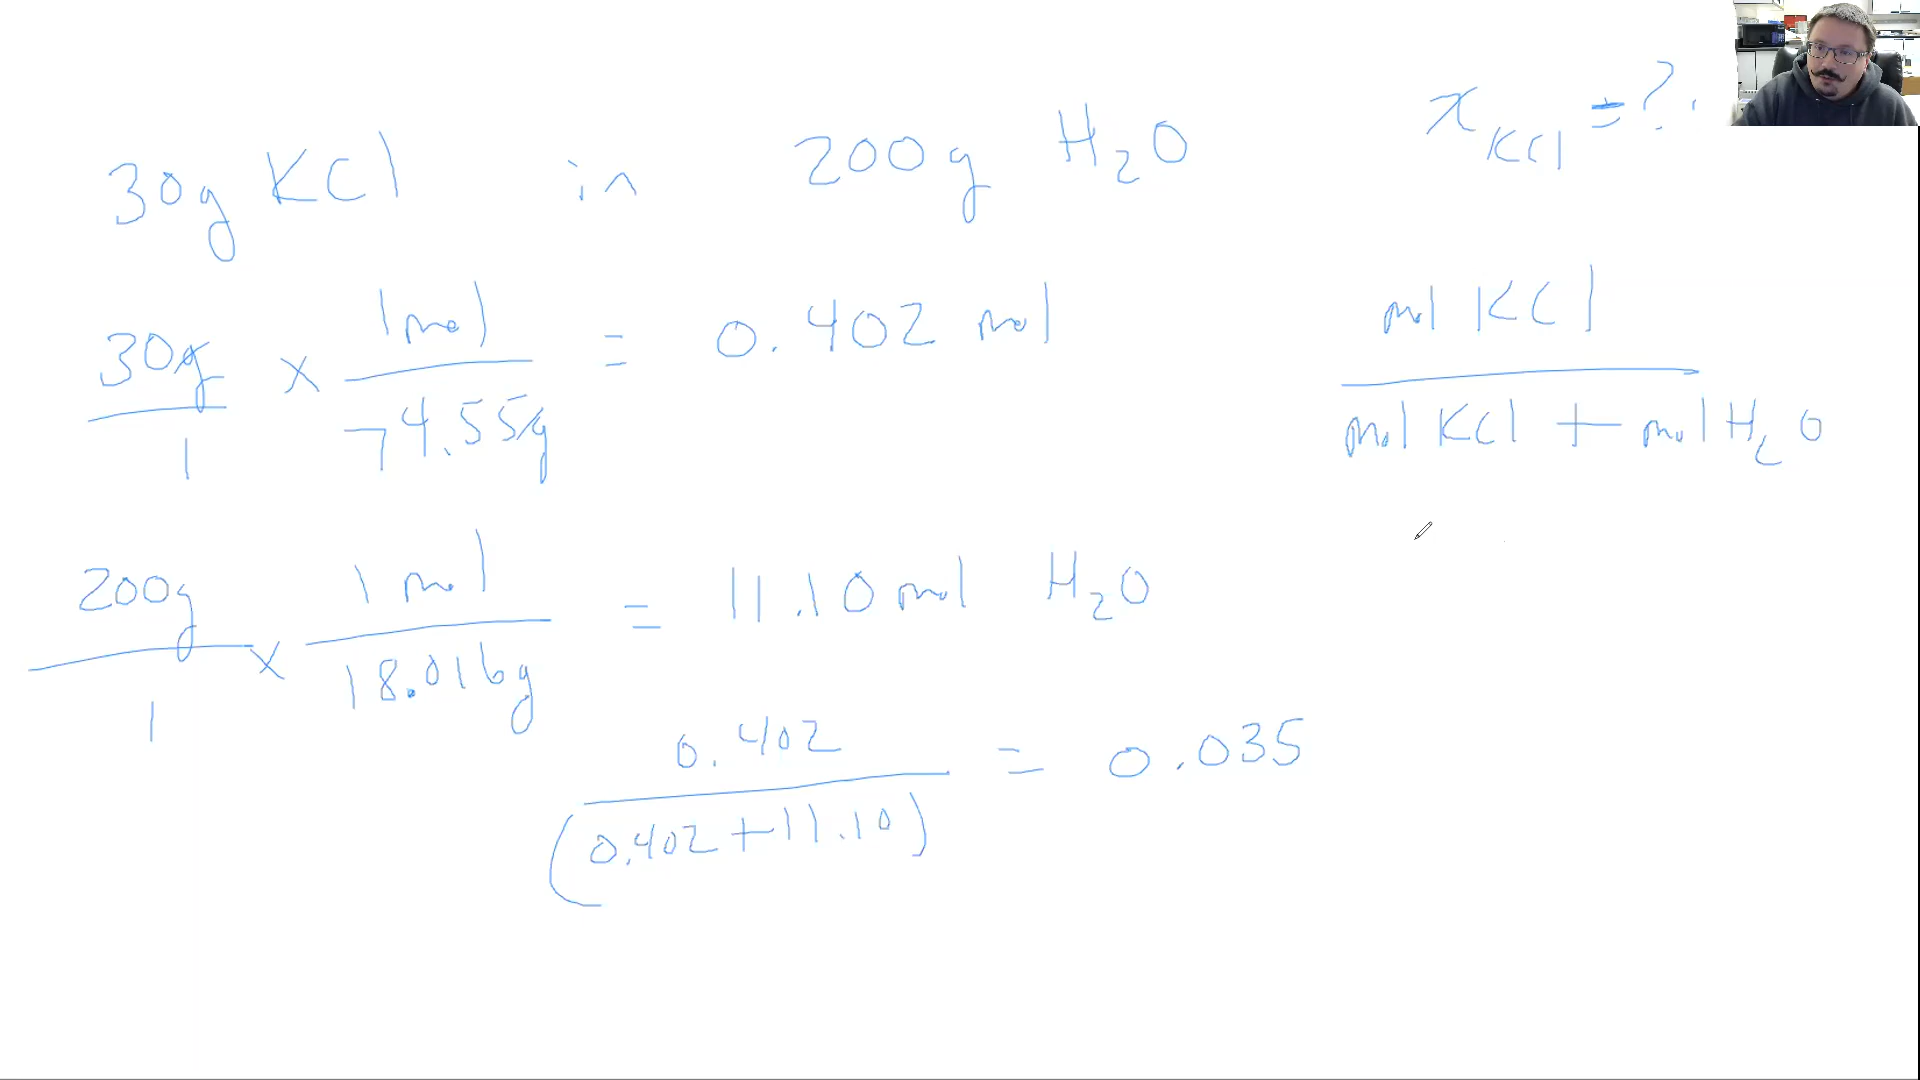 30g KCl in 200g H2O
x KCl = ?
30g / 1 × 1 mol / 74.55g = 0.402 mol
mol KCl / mol KCl + mol H2O
200g / 1 × 1 mol / 18.016g = 11.10 mol H2O
0.402 / (0.402 + 11.10) = 0.035